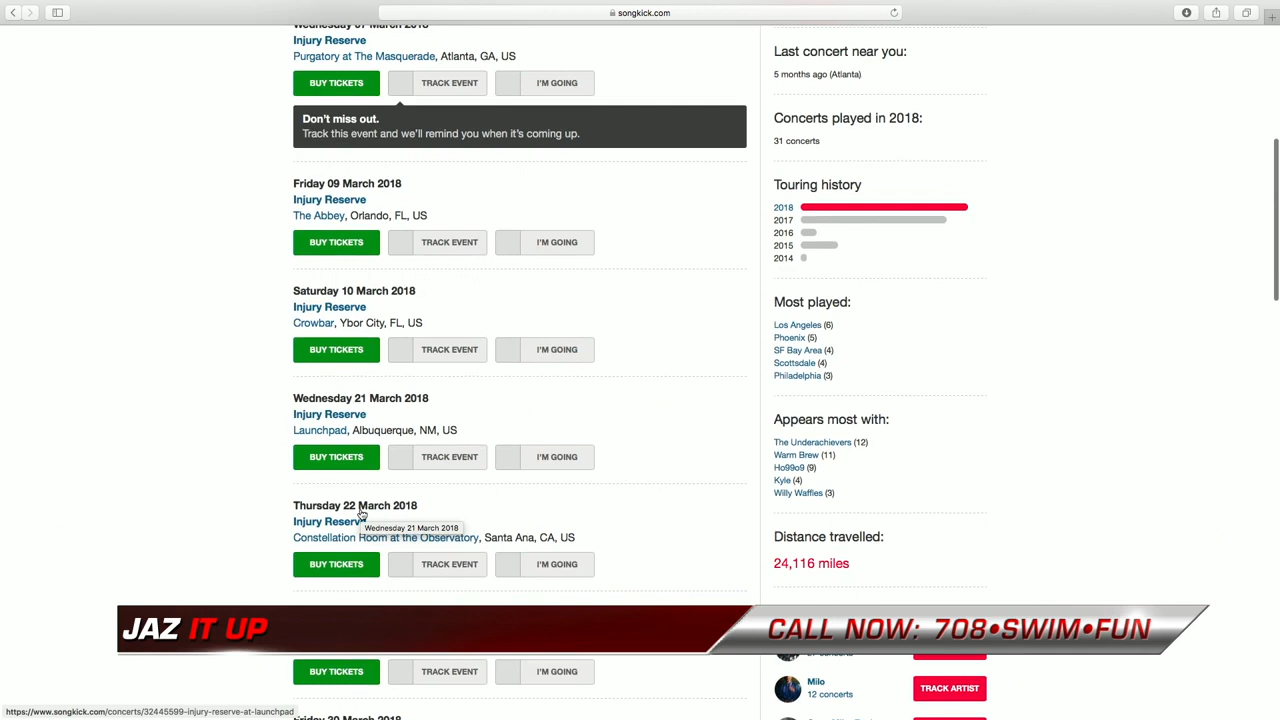 songkick.com
Wednesday 07 March 2018
Injury Reserve
Purgatory at The Masquerade, Atlanta, GA, US
BUY TICKETS
TRACK EVENT
I'M GOING
Don't miss out.
Track this event and we'll remind you when it's coming up.
Friday 09 March 2018
Injury Reserve
The Abbey, Orlando, FL, US
BUY TICKETS
TRACK EVENT
I'M GOING
Saturday 10 March 2018
Injury Reserve
Crowbar, Ybor City, FL, US
BUY TICKETS
TRACK EVENT
I'M GOING
Wednesday 21 March 2018
Injury Reserve
Launchpad, Albuquerque, NM, US
BUY TICKETS
TRACK EVENT
I'M GOING
Thursday 22 March 2018
Injury Reserve
Wednesday 21 March 2018
Constellation Room at the Observatory, Santa Ana, CA, US
BUY TICKETS
TRACK EVENT
I'M GOING
BUY TICKETS
TRACK EVENT
I'M GOING
Last concert near you:
5 months ago (Atlanta)
Concerts played in 2018:
31 concerts
Touring history
2018
2017
2016
2015
2014
Most played:
Los Angeles (6)
Phoenix (5)
SF Bay Area (4)
Scottsdale (4)
Philadelphia (3)
Appears most with:
The Underachievers (12)
Warm Brew (11)
Ho99o9 (9)
Kyle (4)
Willy Waffles (3)
Distance travelled:
24,116 miles
Milo
12 concerts
TRACK ARTIST
JAZ IT UP
CALL NOW: 708•SWIM•FUN
https://www.songkick.com/concerts/32445599-injury-reserve-at-launchpad